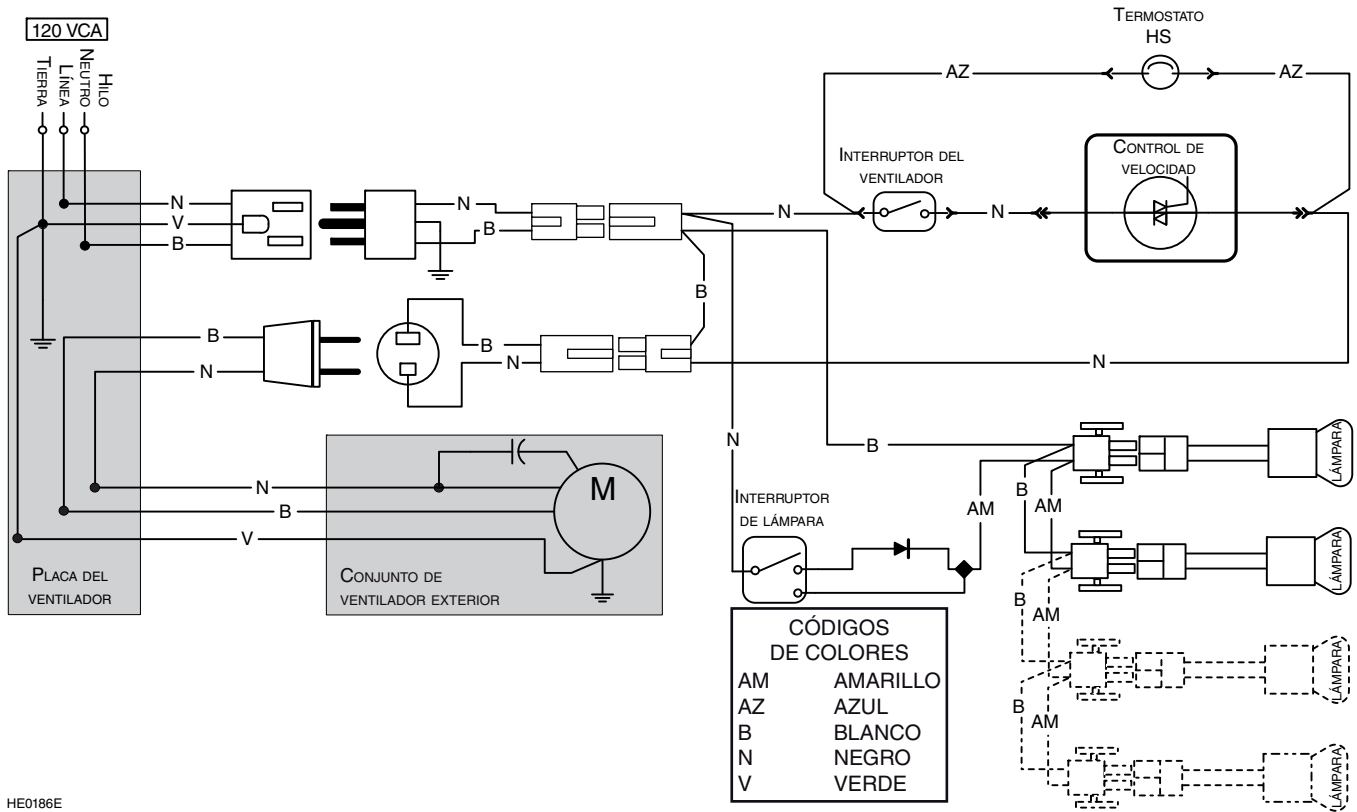 120 VCA
HILO
NEUTRO
LÍNEA
TIERRA
TERMOSTATO
HS
AZ
AZ
INTERRUPTOR DEL
VENTILADOR
CONTROL DE
VELOCIDAD
N
V
B
N
B
N
N
B
B
N
B
N
N
N
B
V
M
PLACA DEL
VENTILADOR
CONJUNTO DE
VENTILADOR EXTERIOR
N
B
INTERRUPTOR
DE LÁMPARA
AM
B
AM
B
AM
B
AM
LÁMPARA
LÁMPARA
LÁMPARA
LÁMPARA
CÓDIGOS
DE COLORES
AM AMARILLO
AZ AZUL
B BLANCO
N NEGRO
V VERDE
HE0186E